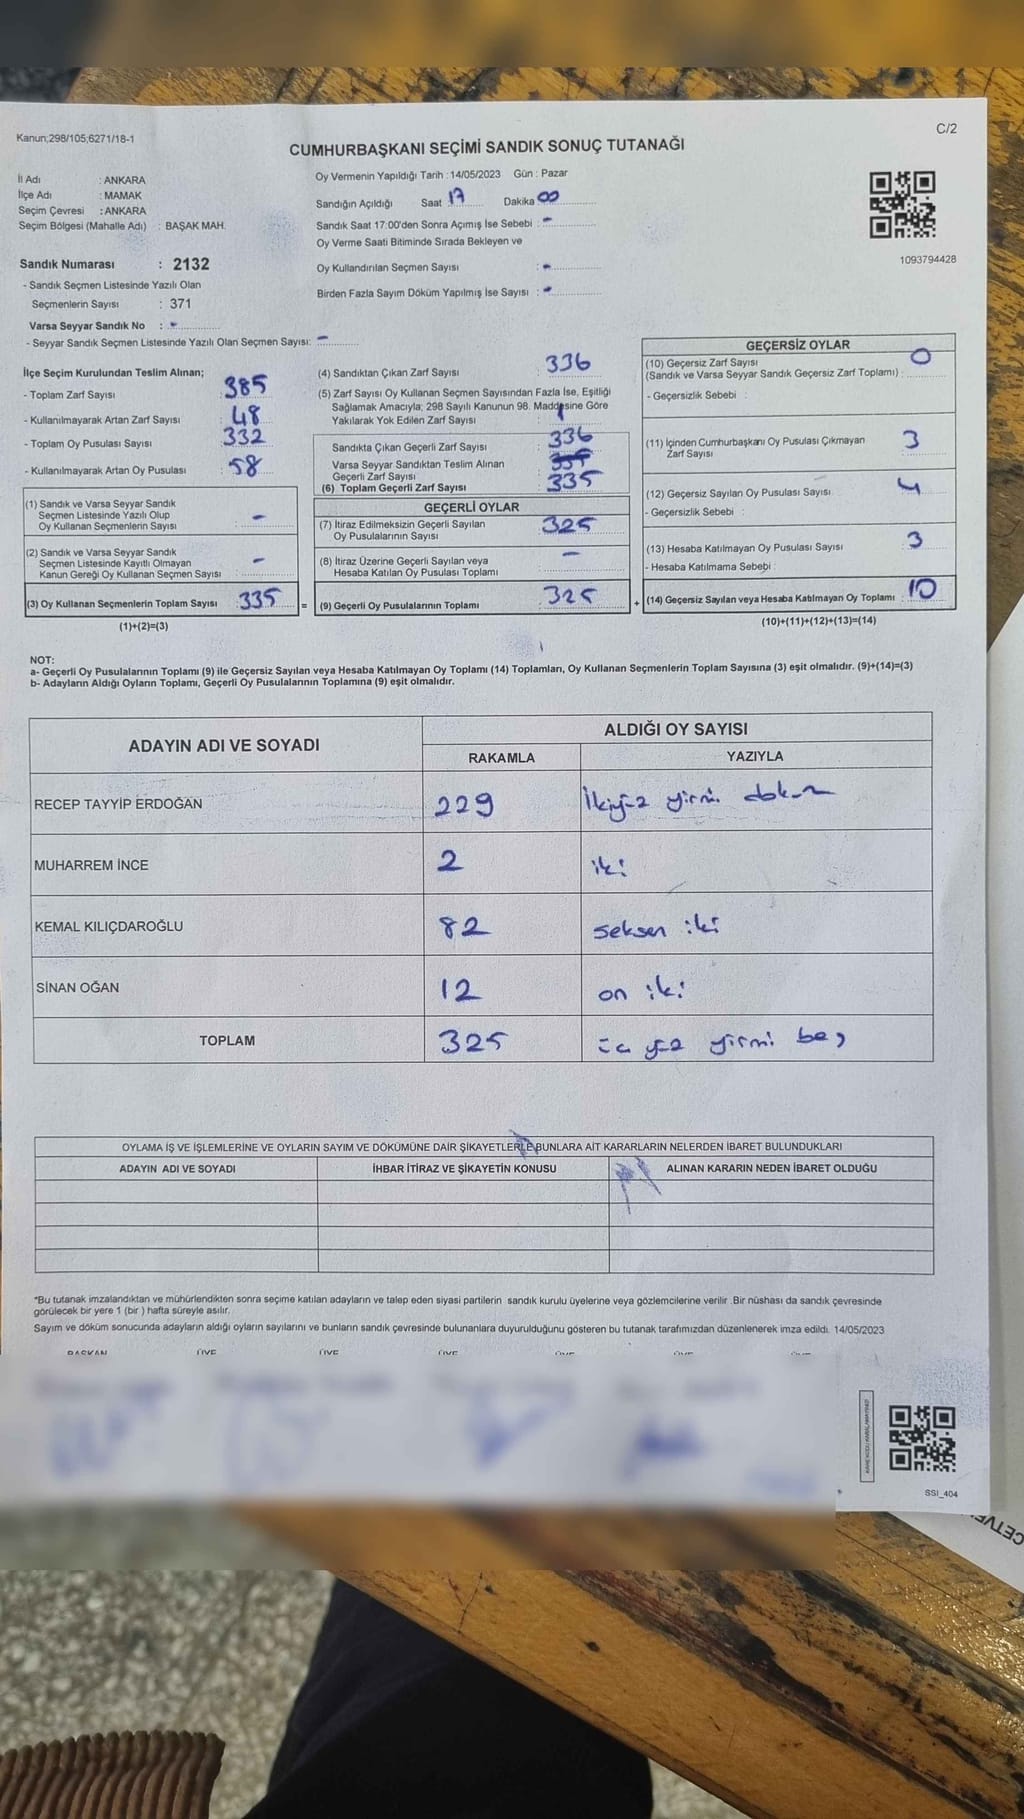 Kanun;298/105;6271/18-1
C/2
CUMHURBAŞKANI SEÇİMİ SANDIK SONUÇ TUTANAĞI
İl Adı : ANKARA
İlçe Adı : MAMAK
Seçim Çevresi : ANKARA
Seçim Bölgesi (Mahalle Adı) : BAŞAK MAH.
Sandık Numarası : 2132
- Sandık Seçmen Listesinde Yazılı Olan
Seçmenlerin Sayısı : 371
Varsa Seyyar Sandık No : -
- Seyyar Sandık Seçmen Listesinde Yazılı Olan Seçmen Sayısı: -
Oy Vermenin Yapıldığı Tarih : 14/05/2023 Gün : Pazar
Sandığın Açıldığı Saat 17 Dakika 00
Sandık Saat 17:00'den Sonra Açımış İse Sebebi : -
Oy Verme Saati Bitiminde Sırada Bekleyen ve
Oy Kullandırılan Seçmen Sayısı : -
Birden Fazla Sayım Döküm Yapılmış İse Sayısı : -
1093794428
İlçe Seçim Kurulundan Teslim Alınan;
- Toplam Zarf Sayısı : 385
- Kullanılmayarak Artan Zarf Sayısı : 48
- Toplam Oy Pusulası Sayısı : 332
- Kullanılmayarak Artan Oy Pusulası : 58
(1) Sandık ve Varsa Seyyar Sandık
Seçmen Listesinde Yazılı Olup
Oy Kullanan Seçmenlerin Sayısı : -
(2) Sandık ve Varsa Seyyar Sandık
Seçmen Listesinde Kayıtlı Olmayan
Kanun Gereği Oy Kullanan Seçmen Sayısı : -
(3) Oy Kullanan Seçmenlerin Toplam Sayısı : 335
(1)+(2)=(3)
(4) Sandıktan Çıkan Zarf Sayısı : 336
(5) Zarf Sayısı Oy Kullanan Seçmen Sayısından Fazla İse, Eşitliği
Sağlamak Amacıyla; 298 Sayılı Kanunun 98. Maddesine Göre
Yakılarak Yok Edilen Zarf Sayısı : 1
Sandıkta Çıkan Geçerli Zarf Sayısı : 336
Varsa Seyyar Sandıktan Teslim Alınan
Geçerli Zarf Sayısı :
(6) Toplam Geçerli Zarf Sayısı : 335
GEÇERLİ OYLAR
(7) İtiraz Edilmeksizin Geçerli Sayılan
Oy Pusulalarının Sayısı : 325
(8) İtiraz Üzerine Geçerli Sayılan veya
Hesaba Katılan Oy Pusulası Toplamı : -
= (9) Geçerli Oy Pusulalarının Toplamı : 325
GEÇERSİZ OYLAR
(10) Geçersiz Zarf Sayısı
(Sandık ve Varsa Seyyar Sandık Geçersiz Zarf Toplamı) : 0
- Geçersizlik Sebebi :
(11) İçinden Cumhurbaşkanı Oy Pusulası Çıkmayan
Zarf Sayısı : 3
(12) Geçersiz Sayılan Oy Pusulası Sayısı : 4
- Geçersizlik Sebebi :
(13) Hesaba Katılmayan Oy Pusulası Sayısı : 3
- Hesaba Katılmama Sebebi :
+ (14) Geçersiz Sayılan veya Hesaba Katılmayan Oy Toplamı : 10
(10)+(11)+(12)+(13)=(14)
NOT:
a- Geçerli Oy Pusulalarının Toplamı (9) ile Geçersiz Sayılan veya Hesaba Katılmayan Oy Toplamı (14) Toplamları, Oy Kullanan Seçmenlerin Toplam Sayısına (3) eşit olmalıdır. (9)+(14)=(3)
b- Adayların Aldığı Oyların Toplamı, Geçerli Oy Pusulalarının Toplamına (9) eşit olmalıdır.
ADAYIN ADI VE SOYADI
ALDIĞI OY SAYISI
RAKAMLA YAZIYLA
RECEP TAYYİP ERDOĞAN 229 İkiyüz yirmi dokuz
MUHARREM İNCE 2 iki
KEMAL KILIÇDAROĞLU 82 seksen iki
SİNAN OĞAN 12 on iki
TOPLAM 325 üç yüz yirmi beş
OYLAMA İŞ VE İŞLEMLERİNE VE OYLARIN SAYIM VE DÖKÜMÜNE DAİR ŞİKAYETLERLE BUNLARA AİT KARARLARIN NELERDEN İBARET BULUNDUKLARI
ADAYIN ADI VE SOYADI İHBAR İTİRAZ VE ŞİKAYETİN KONUSU ALINAN KARARIN NEDEN İBARET OLDUĞU
*Bu tutanak imzalandıktan ve mühürlendikten sonra seçime katılan adayların ve talep eden siyasi partilerin sandık kurulu üyelerine veya gözlemcilerine verilir .Bir nüshası da sandık çevresinde
görülecek bir yere 1 (bir ) hafta süreyle asılır.
Sayım ve döküm sonucunda adayların aldığı oyların sayılarını ve bunların sandık çevresinde bulunanlara duyurulduğunu gösteren bu tutanak tarafımızdan düzenlenerek imza edildi. 14/05/2023
BAŞKAN ÜYE ÜYE ÜYE ÜYE ÜYE ÜYE
SSI_404